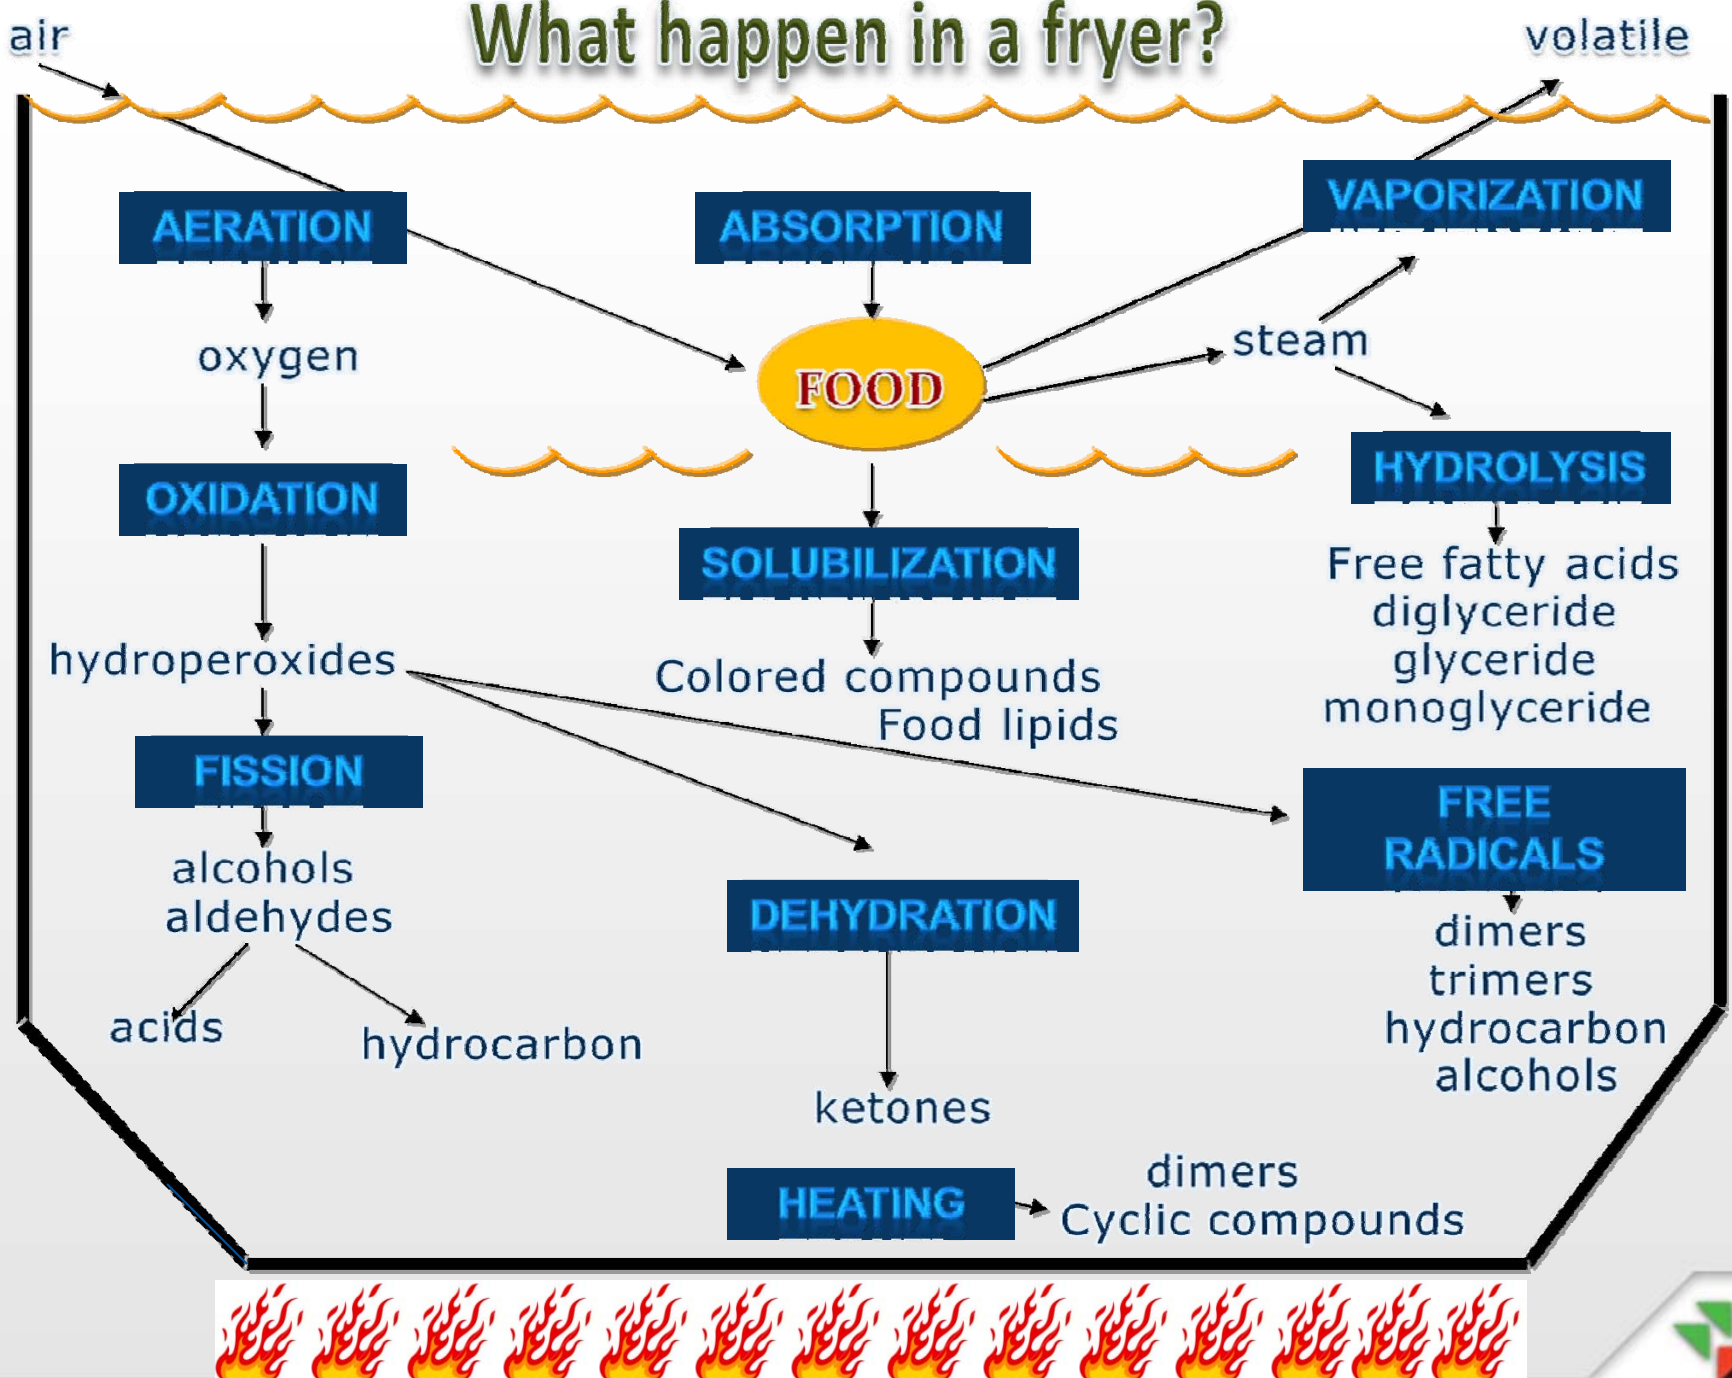 What happen in a fryer?
air
volatile
AERATION
ABSORPTION
VAPORIZATION
oxygen
FOOD
steam
OXIDATION
HYDROLYSIS
SOLUBILIZATION
Free fatty acids
diglyceride
glyceride
monoglyceride
hydroperoxides
Colored compounds
Food lipids
FISSION
FREE
RADICALS
alcohols
aldehydes
DEHYDRATION
dimers
trimers
hydrocarbon
alcohols
acids
hydrocarbon
ketones
HEATING
dimers
Cyclic compounds